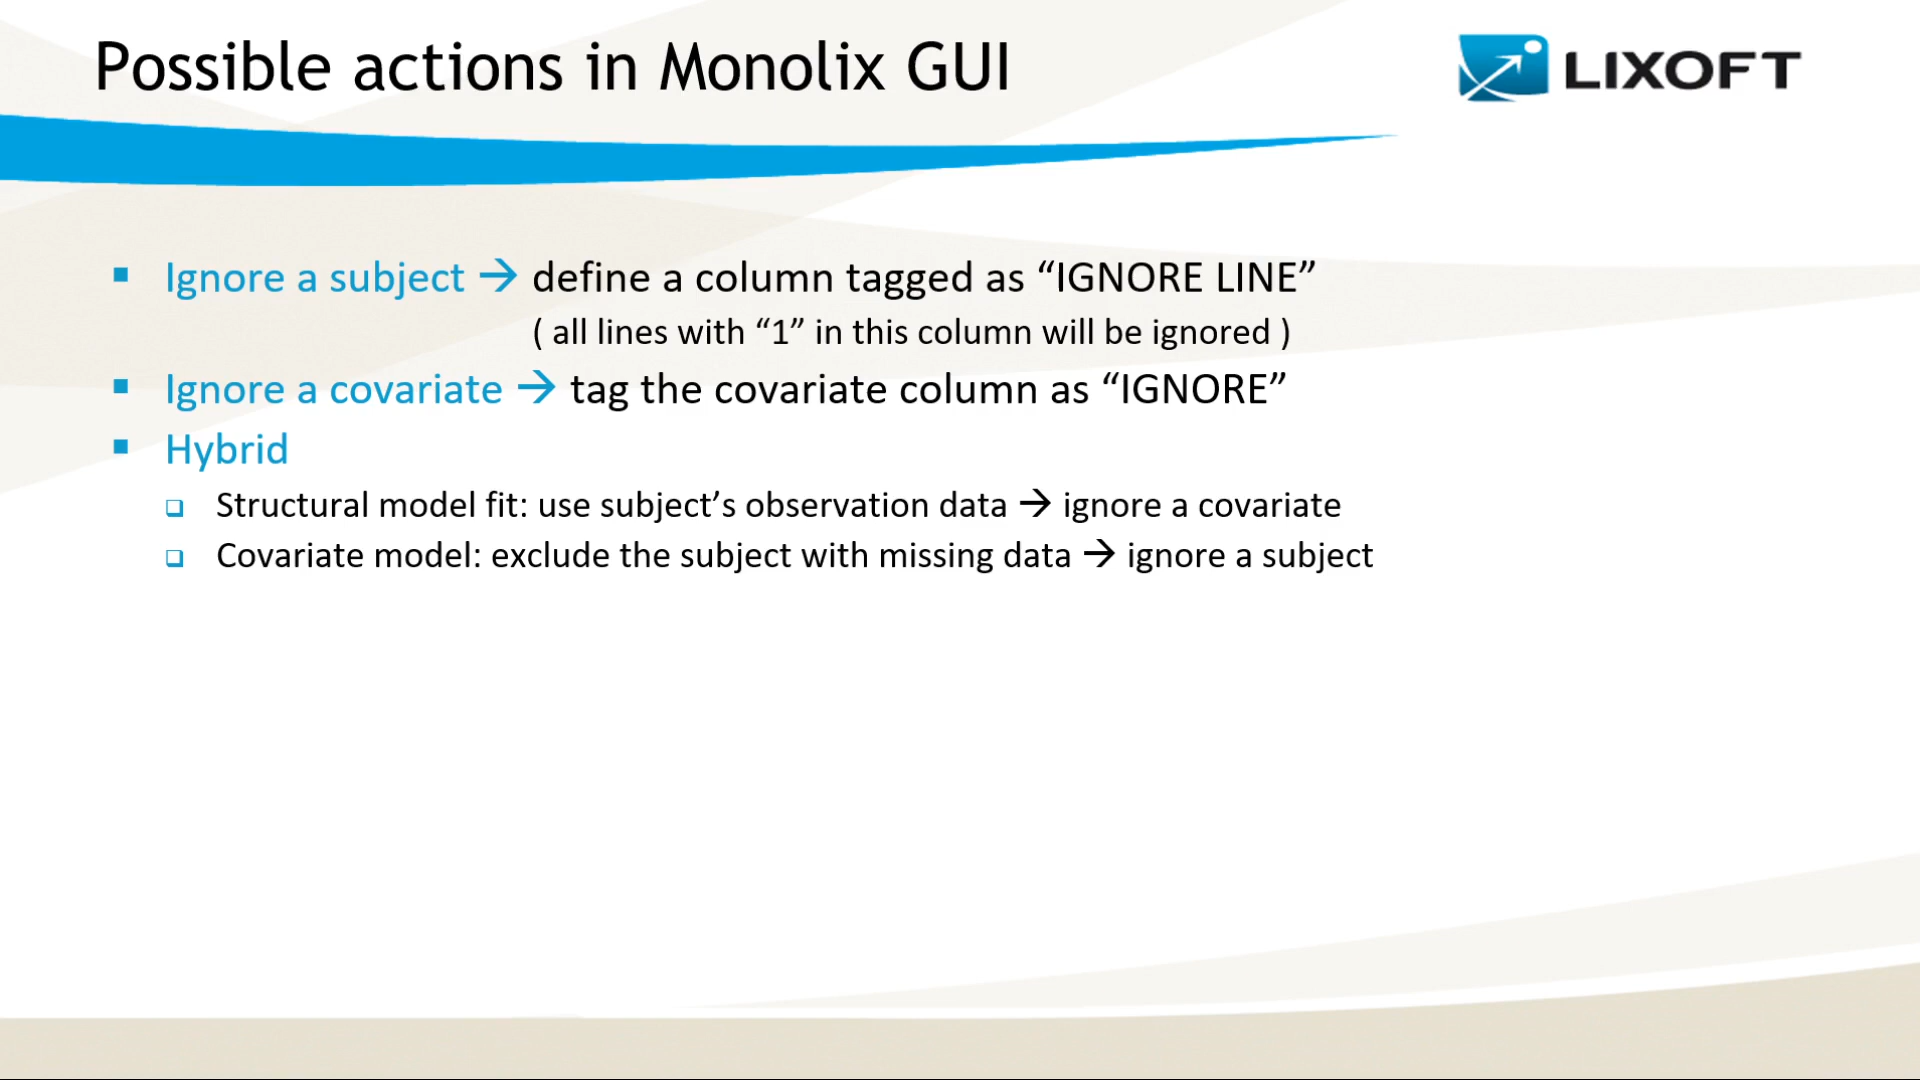 Possible actions in Monolix GUI
LIXOFT
▪ Ignore a subject → define a column tagged as “IGNORE LINE”
( all lines with “1” in this column will be ignored )
▪ Ignore a covariate → tag the covariate column as “IGNORE”
▪ Hybrid
❑ Structural model fit: use subject’s observation data → ignore a covariate
❑ Covariate model: exclude the subject with missing data → ignore a subject